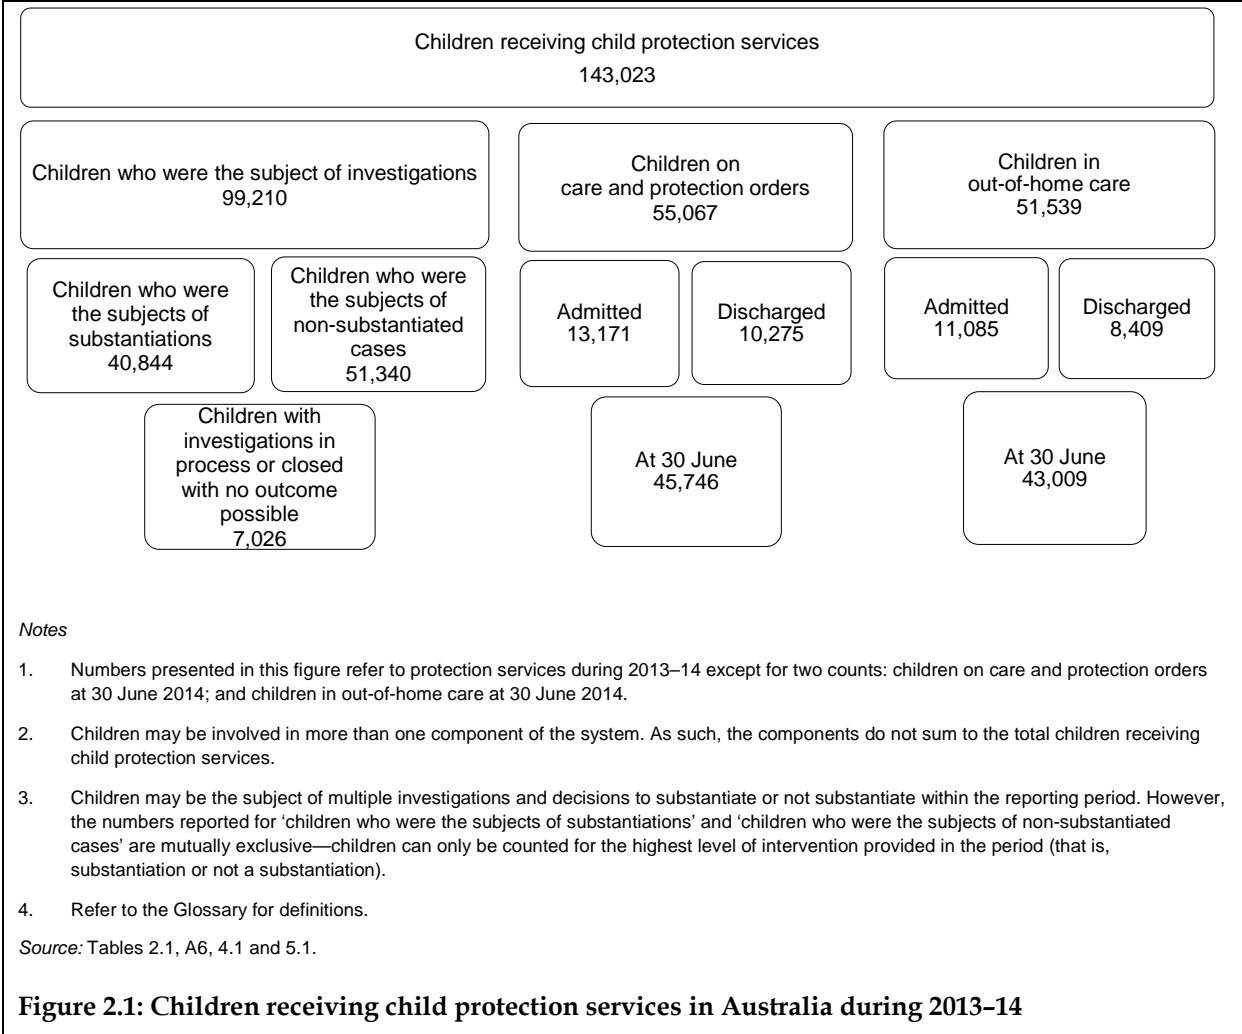 Children receiving child protection services
143,023
Children who were the subject of investigations
99,210
Children on
care and protection orders
55,067
Children in
out-of-home care
51,539
Children who were
the subjects of
substantiations
40,844
Children who were
the subjects of
non-substantiated
cases
51,340
Admitted
13,171
Discharged
10,275
Admitted
11,085
Discharged
8,409
Children with
investigations in
process or closed
with no outcome
possible
7,026
At 30 June
45,746
At 30 June
43,009
Notes
1. Numbers presented in this figure refer to protection services during 2013–14 except for two counts: children on care and protection orders
at 30 June 2014; and children in out-of-home care at 30 June 2014.
2. Children may be involved in more than one component of the system. As such, the components do not sum to the total children receiving
child protection services.
3. Children may be the subject of multiple investigations and decisions to substantiate or not substantiate within the reporting period. However,
the numbers reported for ‘children who were the subjects of substantiations’ and ‘children who were the subjects of non-substantiated
cases’ are mutually exclusive—children can only be counted for the highest level of intervention provided in the period (that is,
substantiation or not a substantiation).
4. Refer to the Glossary for definitions.
Source: Tables 2.1, A6, 4.1 and 5.1.
Figure 2.1: Children receiving child protection services in Australia during 2013–14